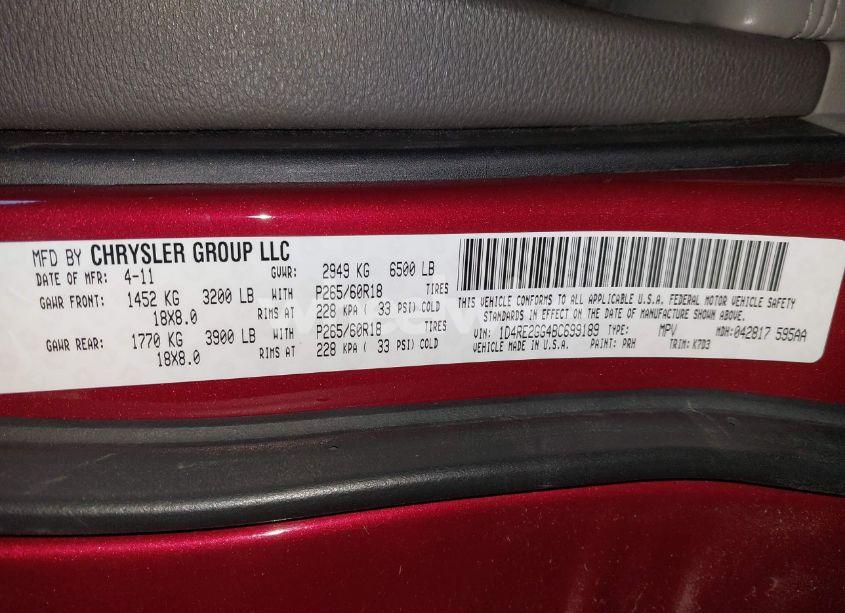 MFD BY CHRYSLER GROUP LLC
DATE OF MFR: 4-11 GVWR: 2949 KG 6500 LB
GAWR FRONT: 1452 KG 3200 LB WITH P265/60R18 TIRES
18X8.0 RIMS AT 228 KPA ( 33 PSI) COLD
GAWR REAR: 1770 KG 3900 LB WITH P265/60R18 TIRES
18X8.0 RIMS AT 228 KPA ( 33 PSI) COLD
THIS VEHICLE CONFORMS TO ALL APPLICABLE U.S.A. FEDERAL MOTOR VEHICLE SAFETY
STANDARDS IN EFFECT ON THE DATE OF MANUFACTURE SHOWN ABOVE.
VIN: 1D4RE2GG4BC699189 TYPE: MPV MDH: 042817 595AA
VEHICLE MADE IN U.S.A. PAINT: PRH TRIM: K7D3